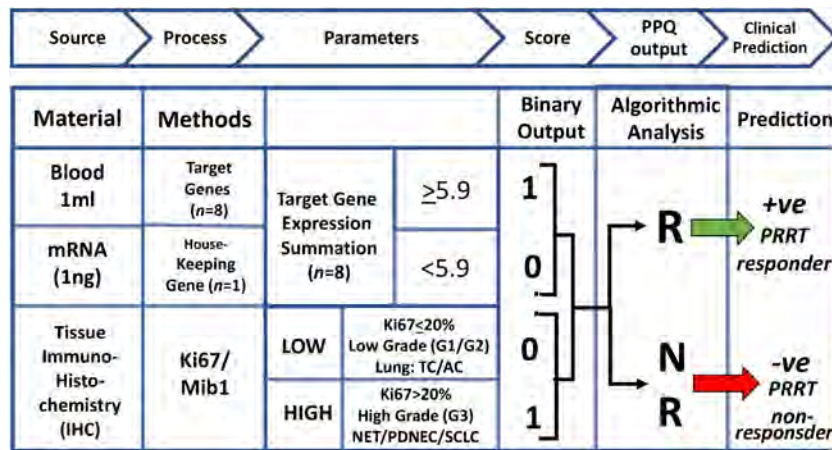 Source
Process
Parameters
Score
PPQ
output
Clinical
Prediction
Material
Methods
Binary
Output
Algorithmic
Analysis
Prediction
Blood
1ml
Target
Genes
(n=8)
mRNA
(1ng)
House-
Keeping
Gene (n=1)
Target Gene
Expression
Summation
(n=8)
≥5.9
<5.9
1
0
R
+ve
PRRT
responder
Tissue
Immuno-
Histo-
chemistry
(IHC)
Ki67/
Mib1
LOW
Ki67≤20%
Low Grade (G1/G2)
Lung: TC/AC
HIGH
Ki67>20%
High Grade (G3)
NET/PDNEC/SCLC
0
1
N
R
-ve
PRRT
non-
responsder